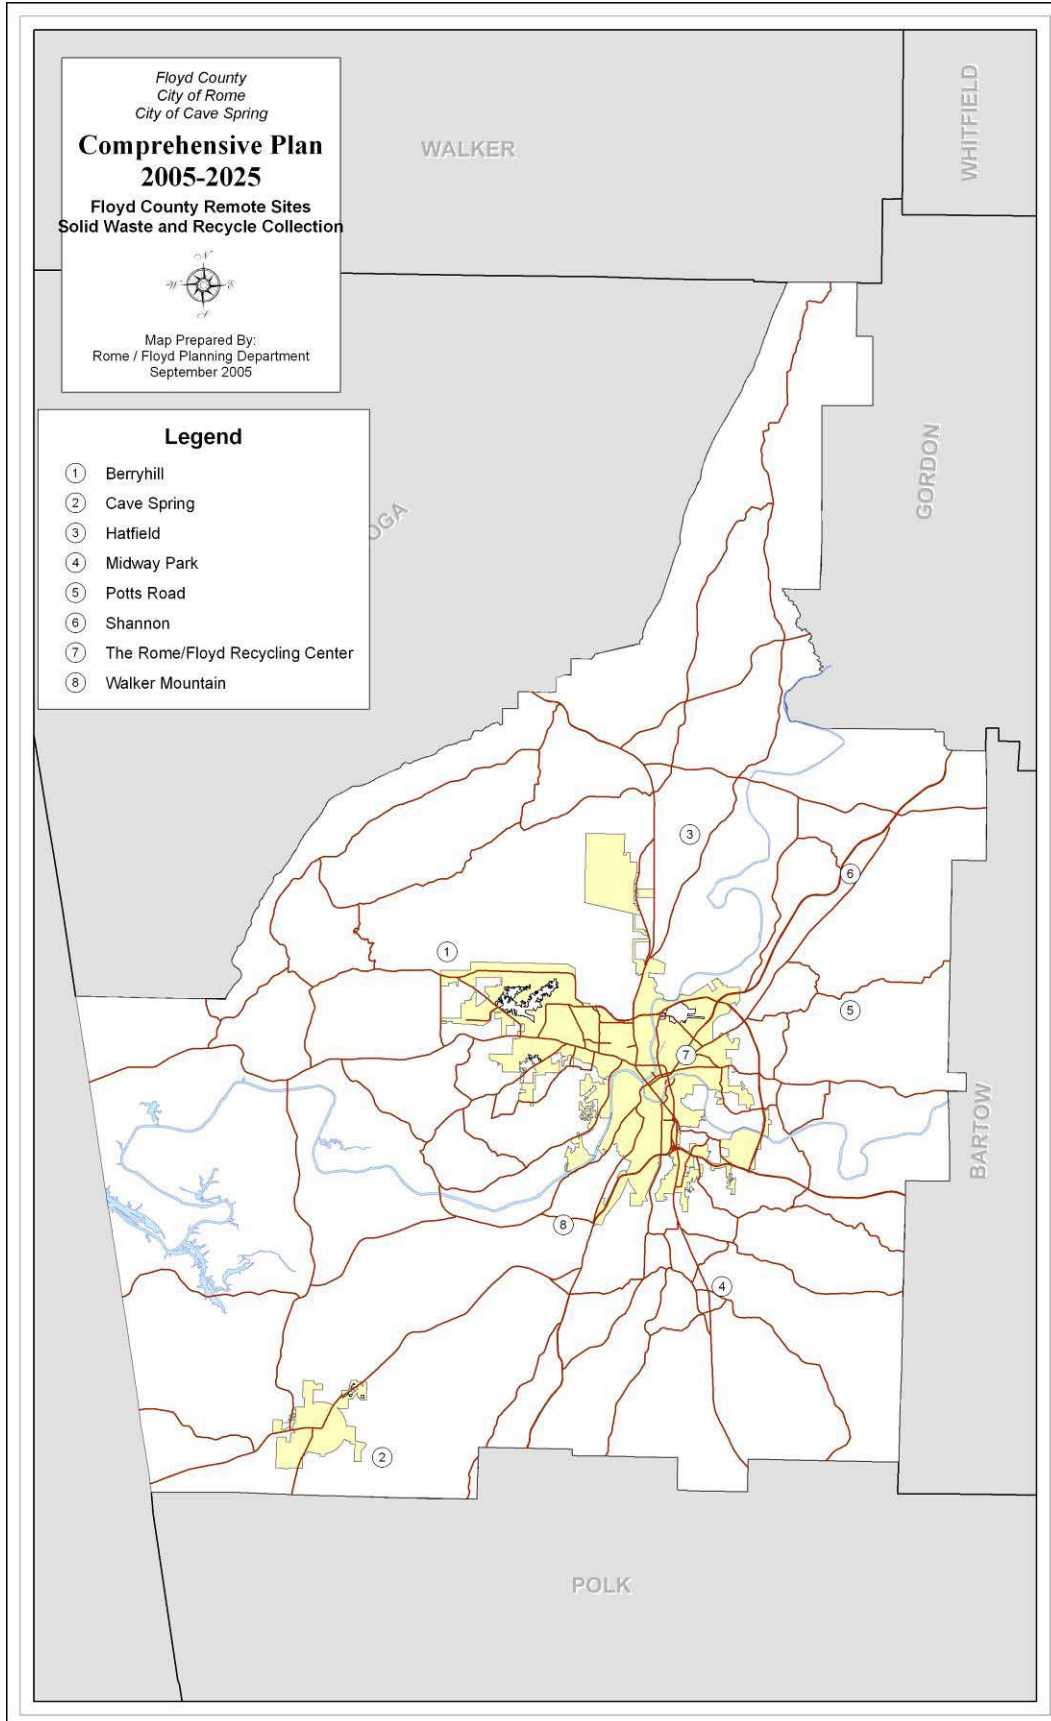 Floyd County
City of Rome
City of Cave Spring
Comprehensive Plan
2005-2025
Floyd County Remote Sites
Solid Waste and Recycle Collection
N
W
E
Map Prepared By:
Rome / Floyd Planning Department
September 2005
Legend
1 Berryhill
2 Cave Spring
3 Hatfield
4 Midway Park
5 Potts Road
6 Shannon
7 The Rome/Floyd Recycling Center
8 Walker Mountain
WALKER
WHITFIELD
GORDON
OGA
3
6
1
5
7
BARTOW
8
4
2
POLK